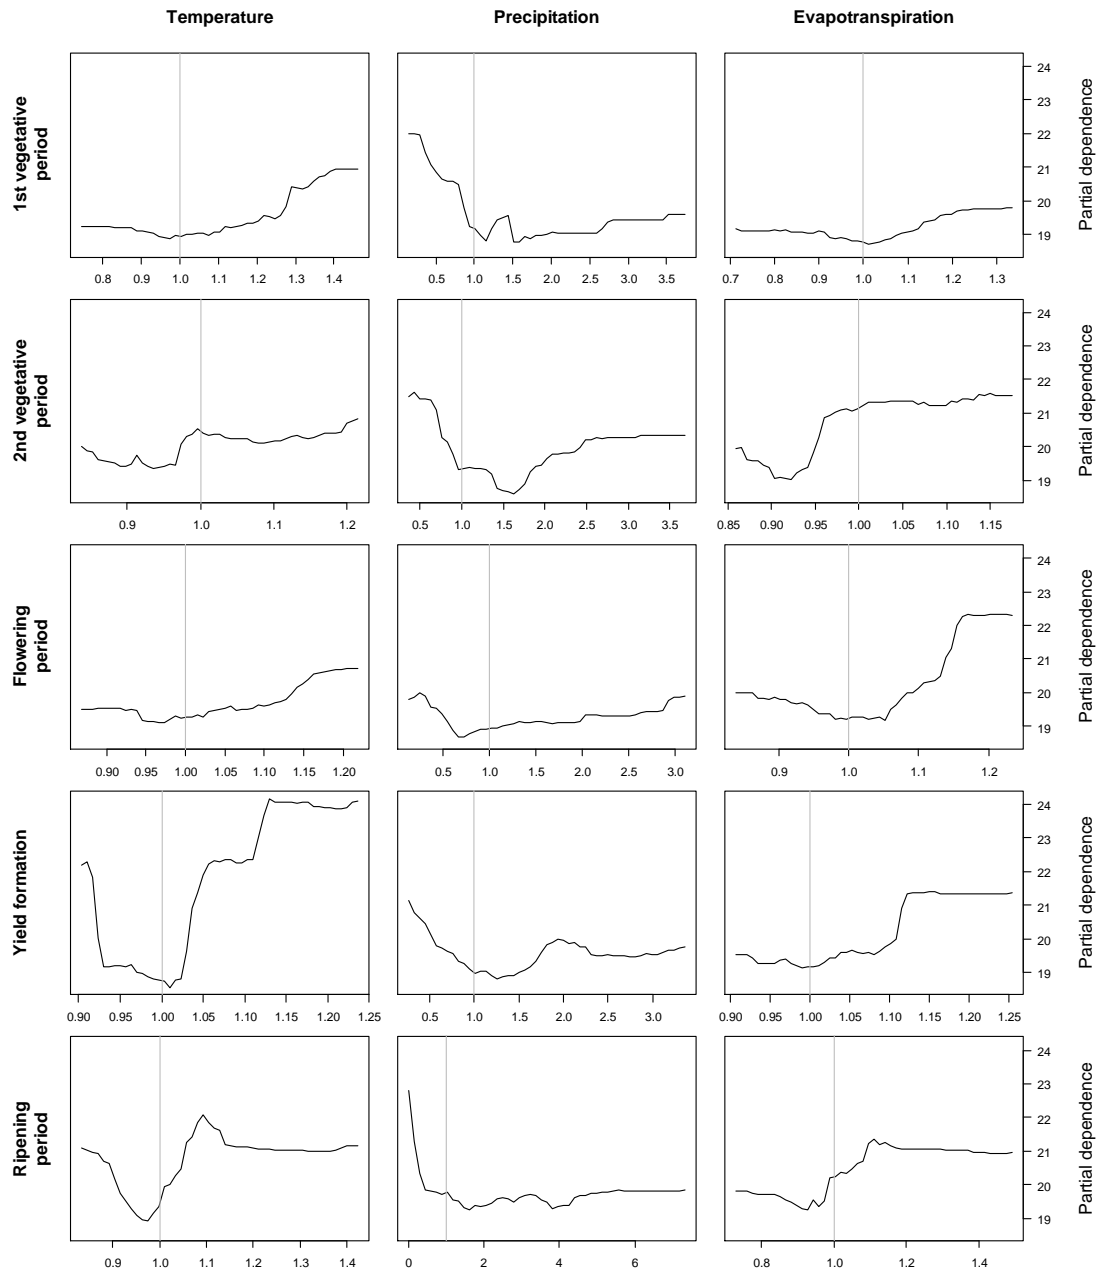 Temperature Precipitation Evapotranspiration
1st vegetative
period
24
23
22
21
20
19
Partial dependence
0.8 0.9 1.0 1.1 1.2 1.3 1.4
0.5 1.0 1.5 2.0 2.5 3.0 3.5
0.7 0.8 0.9 1.0 1.1 1.2 1.3
2nd vegetative
period
24
23
22
21
20
19
Partial dependence
0.9 1.0 1.1 1.2
0.5 1.0 1.5 2.0 2.5 3.0 3.5
0.85 0.90 0.95 1.00 1.05 1.10 1.15
Flowering
period
24
23
22
21
20
19
Partial dependence
0.90 0.95 1.00 1.05 1.10 1.15 1.20
0.5 1.0 1.5 2.0 2.5 3.0
0.9 1.0 1.1 1.2
Yield formation
24
23
22
21
20
19
Partial dependence
0.90 0.95 1.00 1.05 1.10 1.15 1.20 1.25
0.5 1.0 1.5 2.0 2.5 3.0
0.90 0.95 1.00 1.05 1.10 1.15 1.20 1.25
Ripening
period
24
23
22
21
20
19
Partial dependence
0.9 1.0 1.1 1.2 1.3 1.4
0 2 4 6
0.8 1.0 1.2 1.4